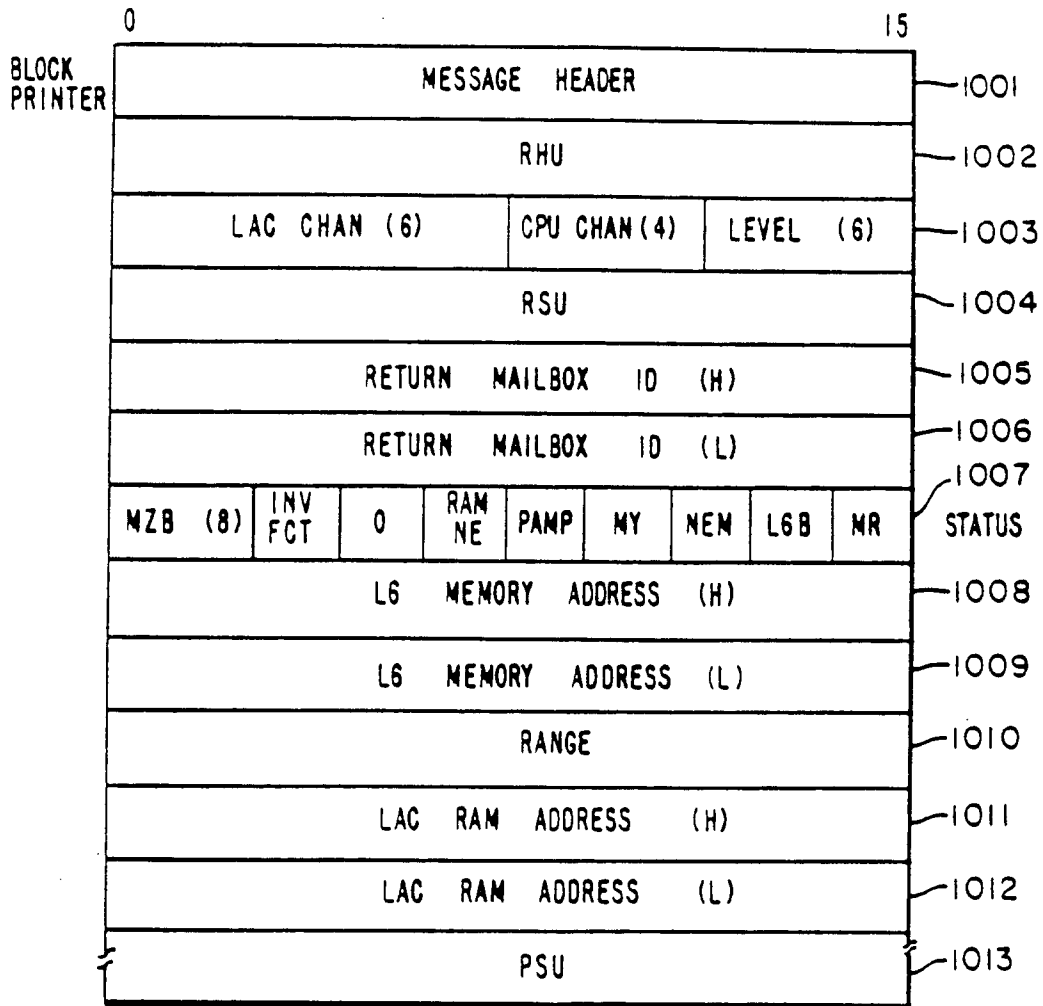 0 15
BLOCK PRINTER
MESSAGE HEADER 1001
RHU 1002
LAC CHAN (6) CPU CHAN (4) LEVEL (6) 1003
RSU 1004
RETURN MAILBOX ID (H) 1005
RETURN MAILBOX ID (L) 1006
1007
MZB (8) INV FCT 0 RAM NE PAMP MY NEM L6B MR STATUS
L6 MEMORY ADDRESS (H) 1008
L6 MEMORY ADDRESS (L) 1009
RANGE 1010
LAC RAM ADDRESS (H) 1011
LAC RAM ADDRESS (L) 1012
PSU 1013